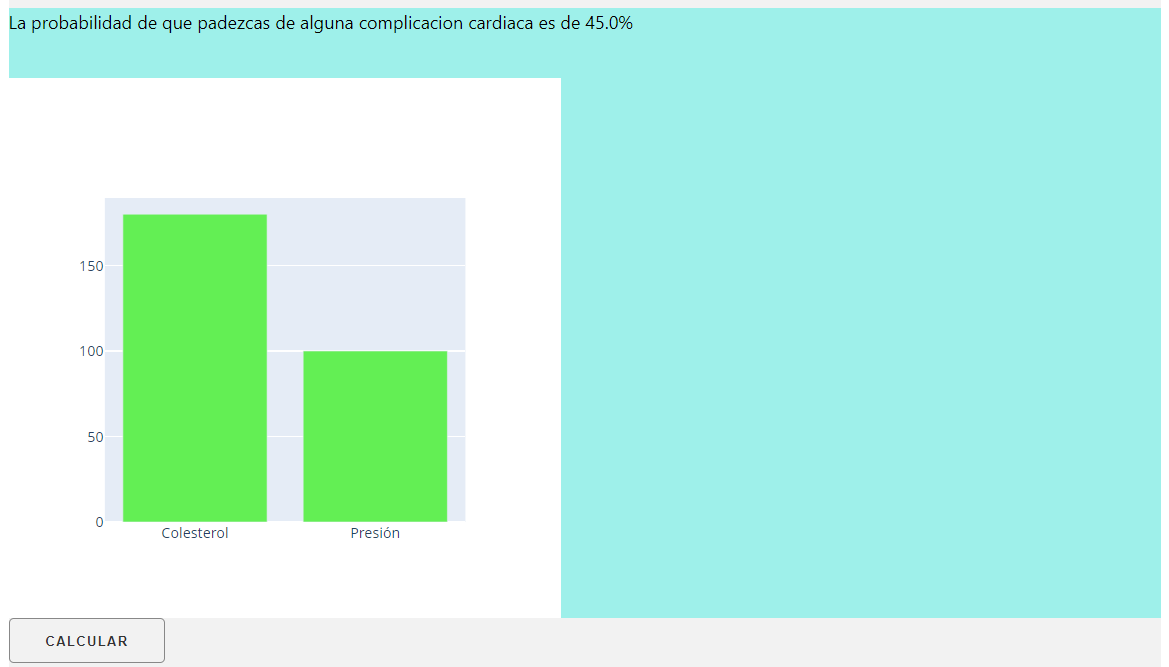 La probabilidad de que padezcas de alguna complicacion cardiaca es de 45.0%
150
100
50
0
Colesterol Presión
CALCULAR